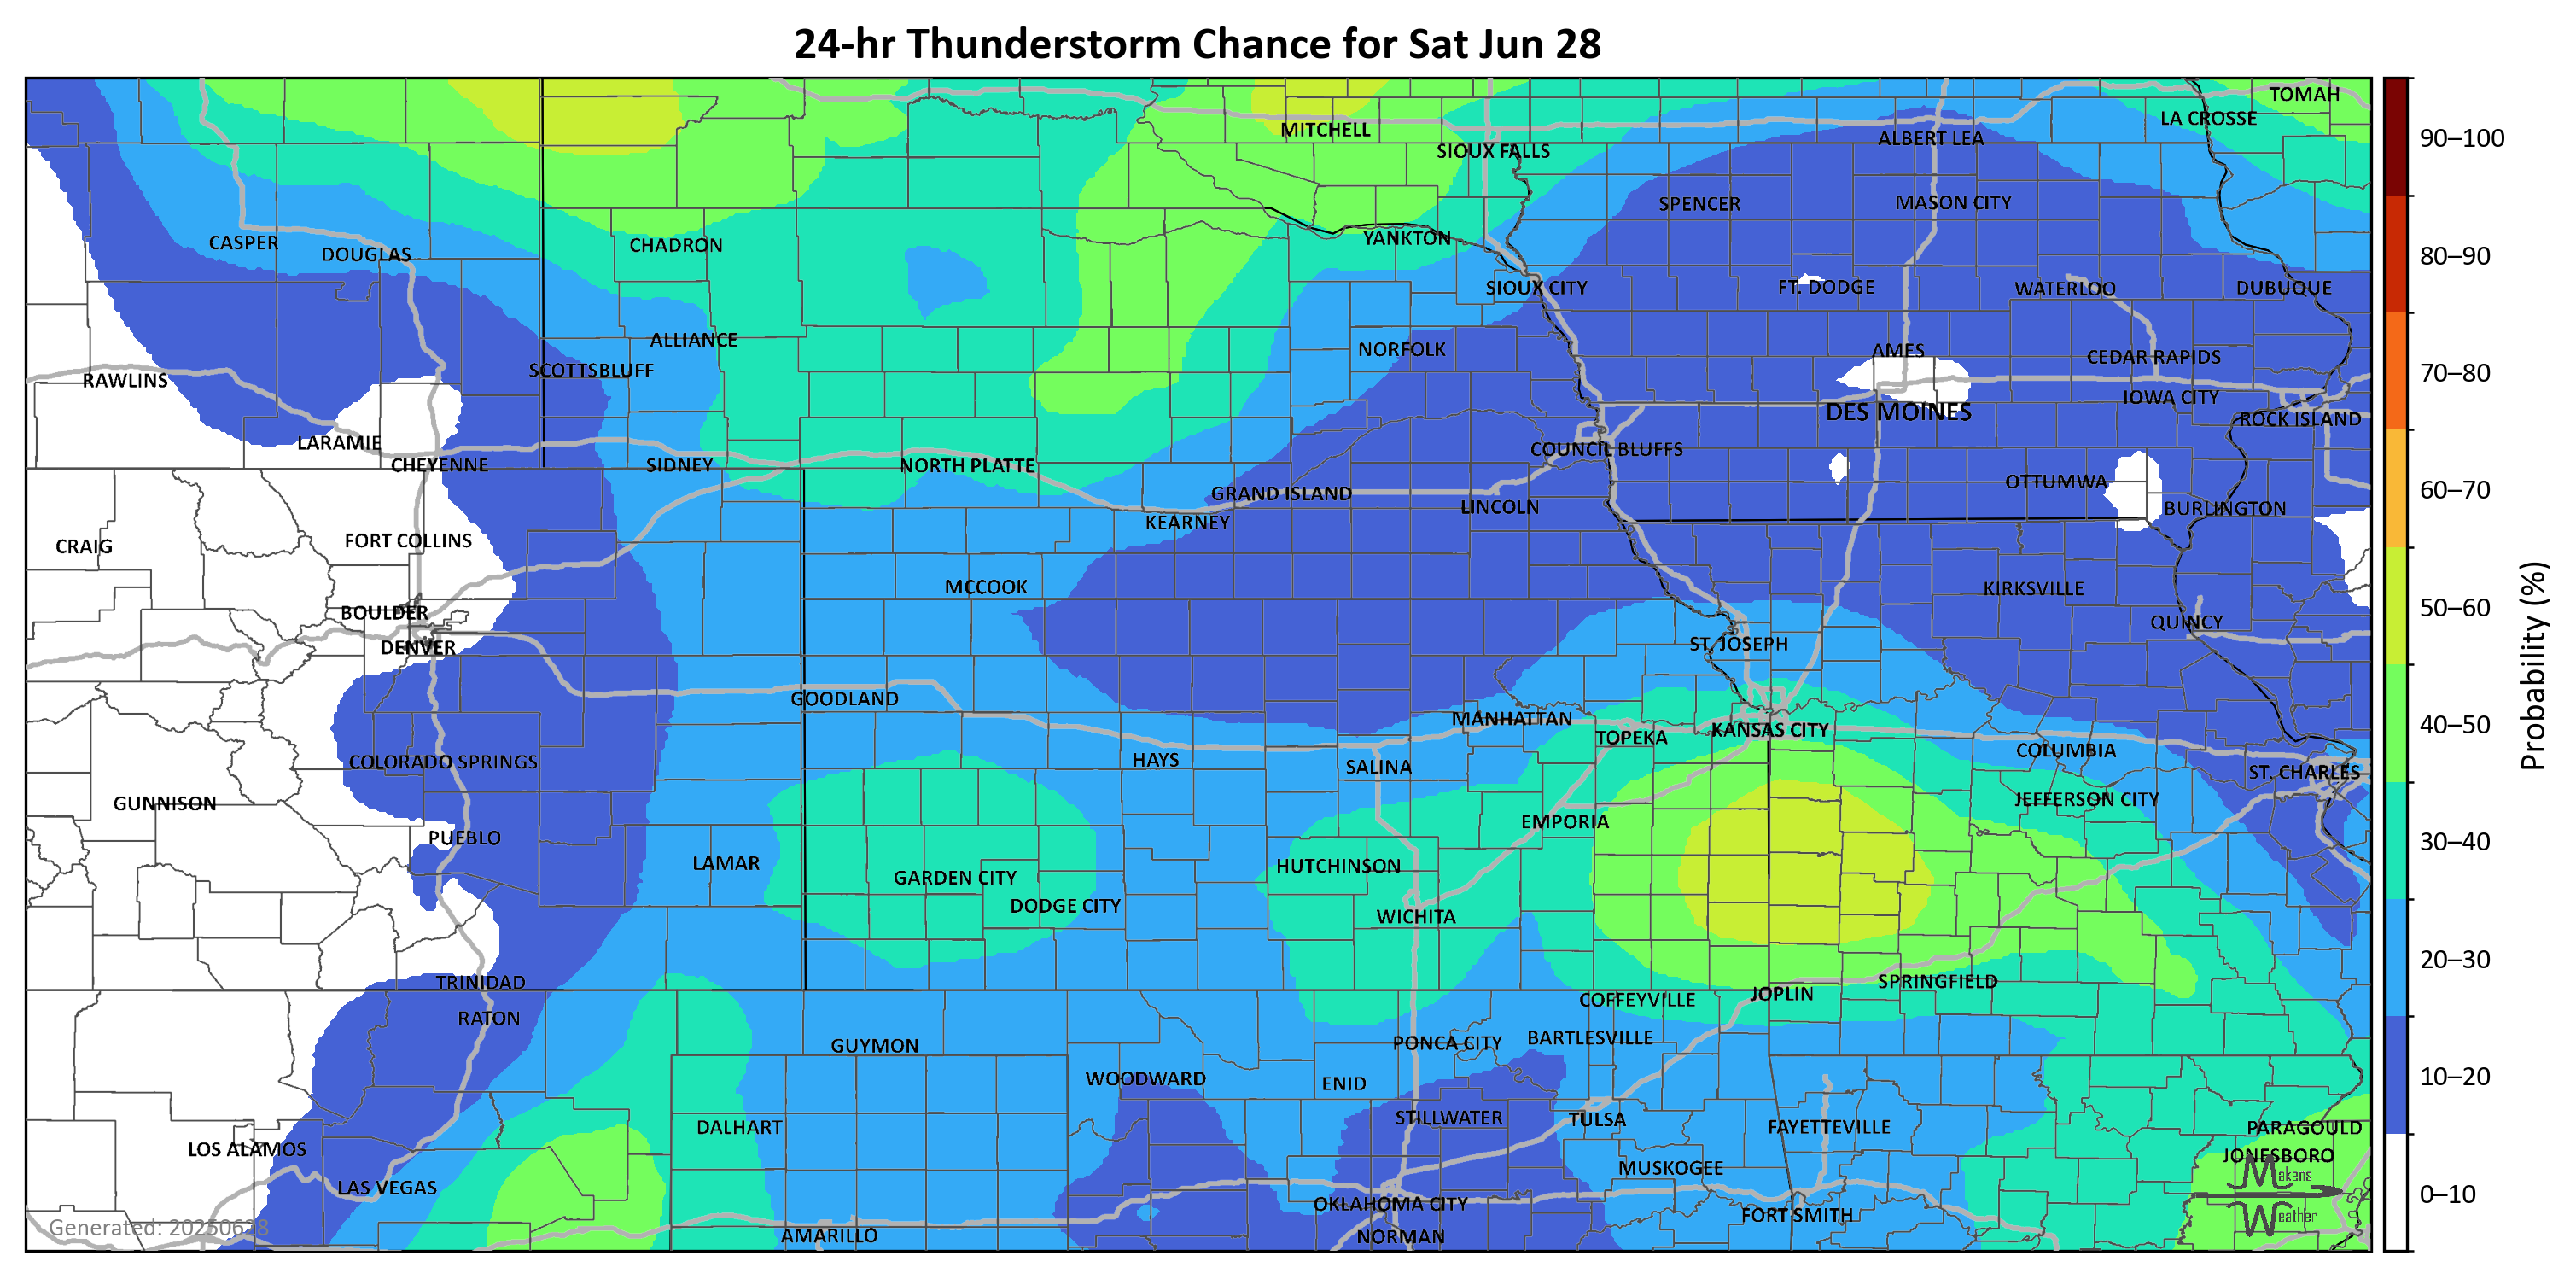 24-hr Thunderstorm Chance for Sat Jun 28
TOMAH
LA CROSSE
MITCHELL
ALBERT LEA
SIOUX FALLS
SPENCER
MASON CITY
CASPER
DOUGLAS
CHADRON
YANKTON
SIOUX CITY
FT. DODGE
WATERLOO
DUBUQUE
ALLIANCE
NORFOLK
AMES
CEDAR RAPIDS
RAWLINS
SCOTTSBLUFF
IOWA CITY
DES MOINES
ROCK ISLAND
LARAMIE
COUNCIL BLUFFS
CHEYENNE
SIDNEY
NORTH PLATTE
OTTUMWA
GRAND ISLAND
LINCOLN
BURLINGTON
KEARNEY
CRAIG
FORT COLLINS
MCCOOK
KIRKSVILLE
BOULDER
QUINCY
DENVER
ST. JOSEPH
GOODLAND
MANHATTAN
TOPEKA
KANSAS CITY
COLORADO SPRINGS
HAYS
SALINA
COLUMBIA
ST. CHARLES
GUNNISON
JEFFERSON CITY
EMPORIA
PUEBLO
LAMAR
HUTCHINSON
GARDEN CITY
DODGE CITY
WICHITA
TRINIDAD
SPRINGFIELD
JOPLIN
COFFEYVILLE
RATON
GUYMON
PONCA CITY
BARTLESVILLE
WOODWARD
ENID
STILLWATER
TULSA
DALHART
FAYETTEVILLE
PARAGOULD
LOS ALAMOS
JONESBORO
MUSKOGEE
LAS VEGAS
OKLAHOMA CITY
FORT SMITH
AMARILLO
NORMAN
Generated: 20250628
Makens
Weather
90–100
80–90
70–80
60–70
50–60
40–50
30–40
20–30
10–20
0–10
Probability (%)